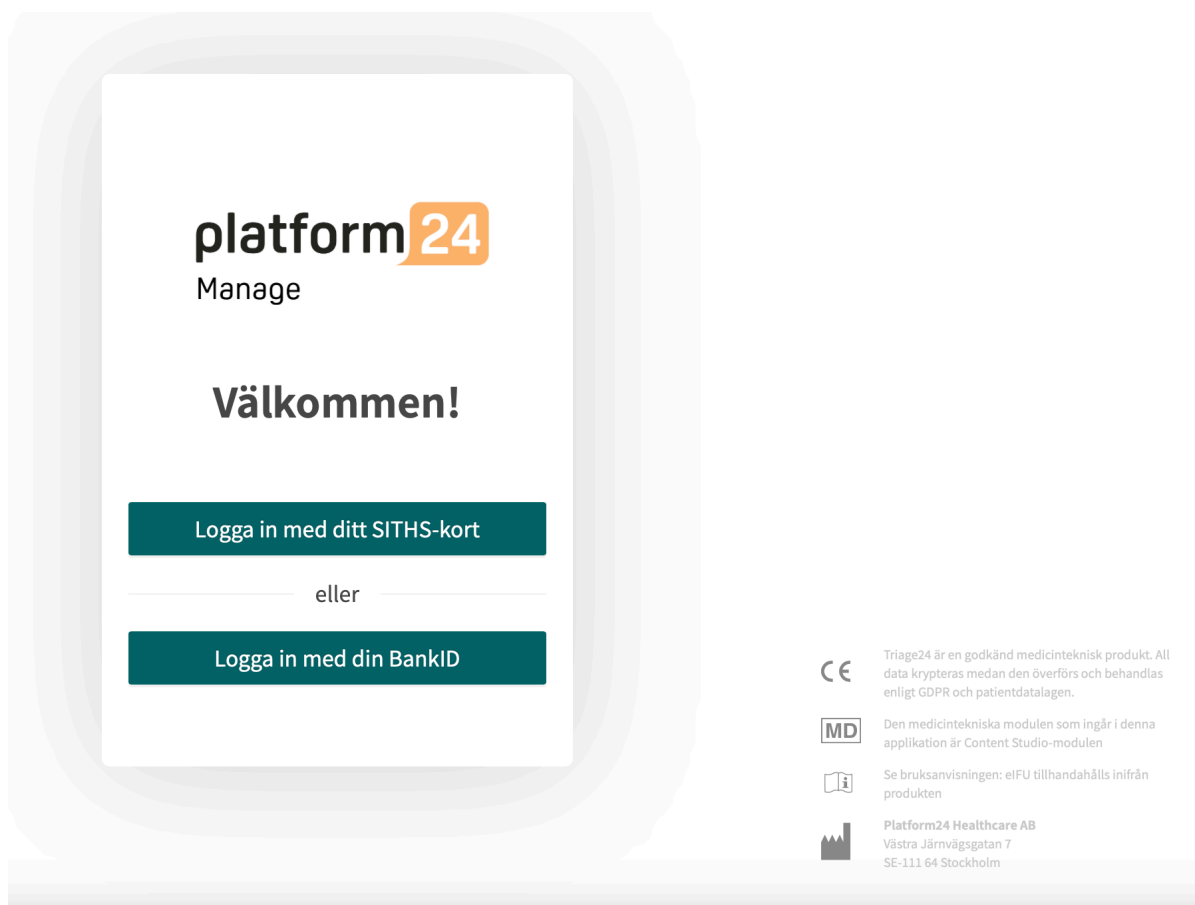 platform24
Manage
Välkommen!
Logga in med ditt SITHS-kort
eller
Logga in med din BankID
CE
Triage24 är en godkänd medicinteknisk produkt. All
data krypteras medan den överförs och behandlas
enligt GDPR och patientdatalagen.
MD
Den medicintekniska modulen som ingår i denna
applikation är Content Studio-modulen
i
Se bruksanvisningen: eIFU tillhandahålls inifrån
produkten
Platform24 Healthcare AB
Västra Järnvägsgatan 7
SE-111 64 Stockholm